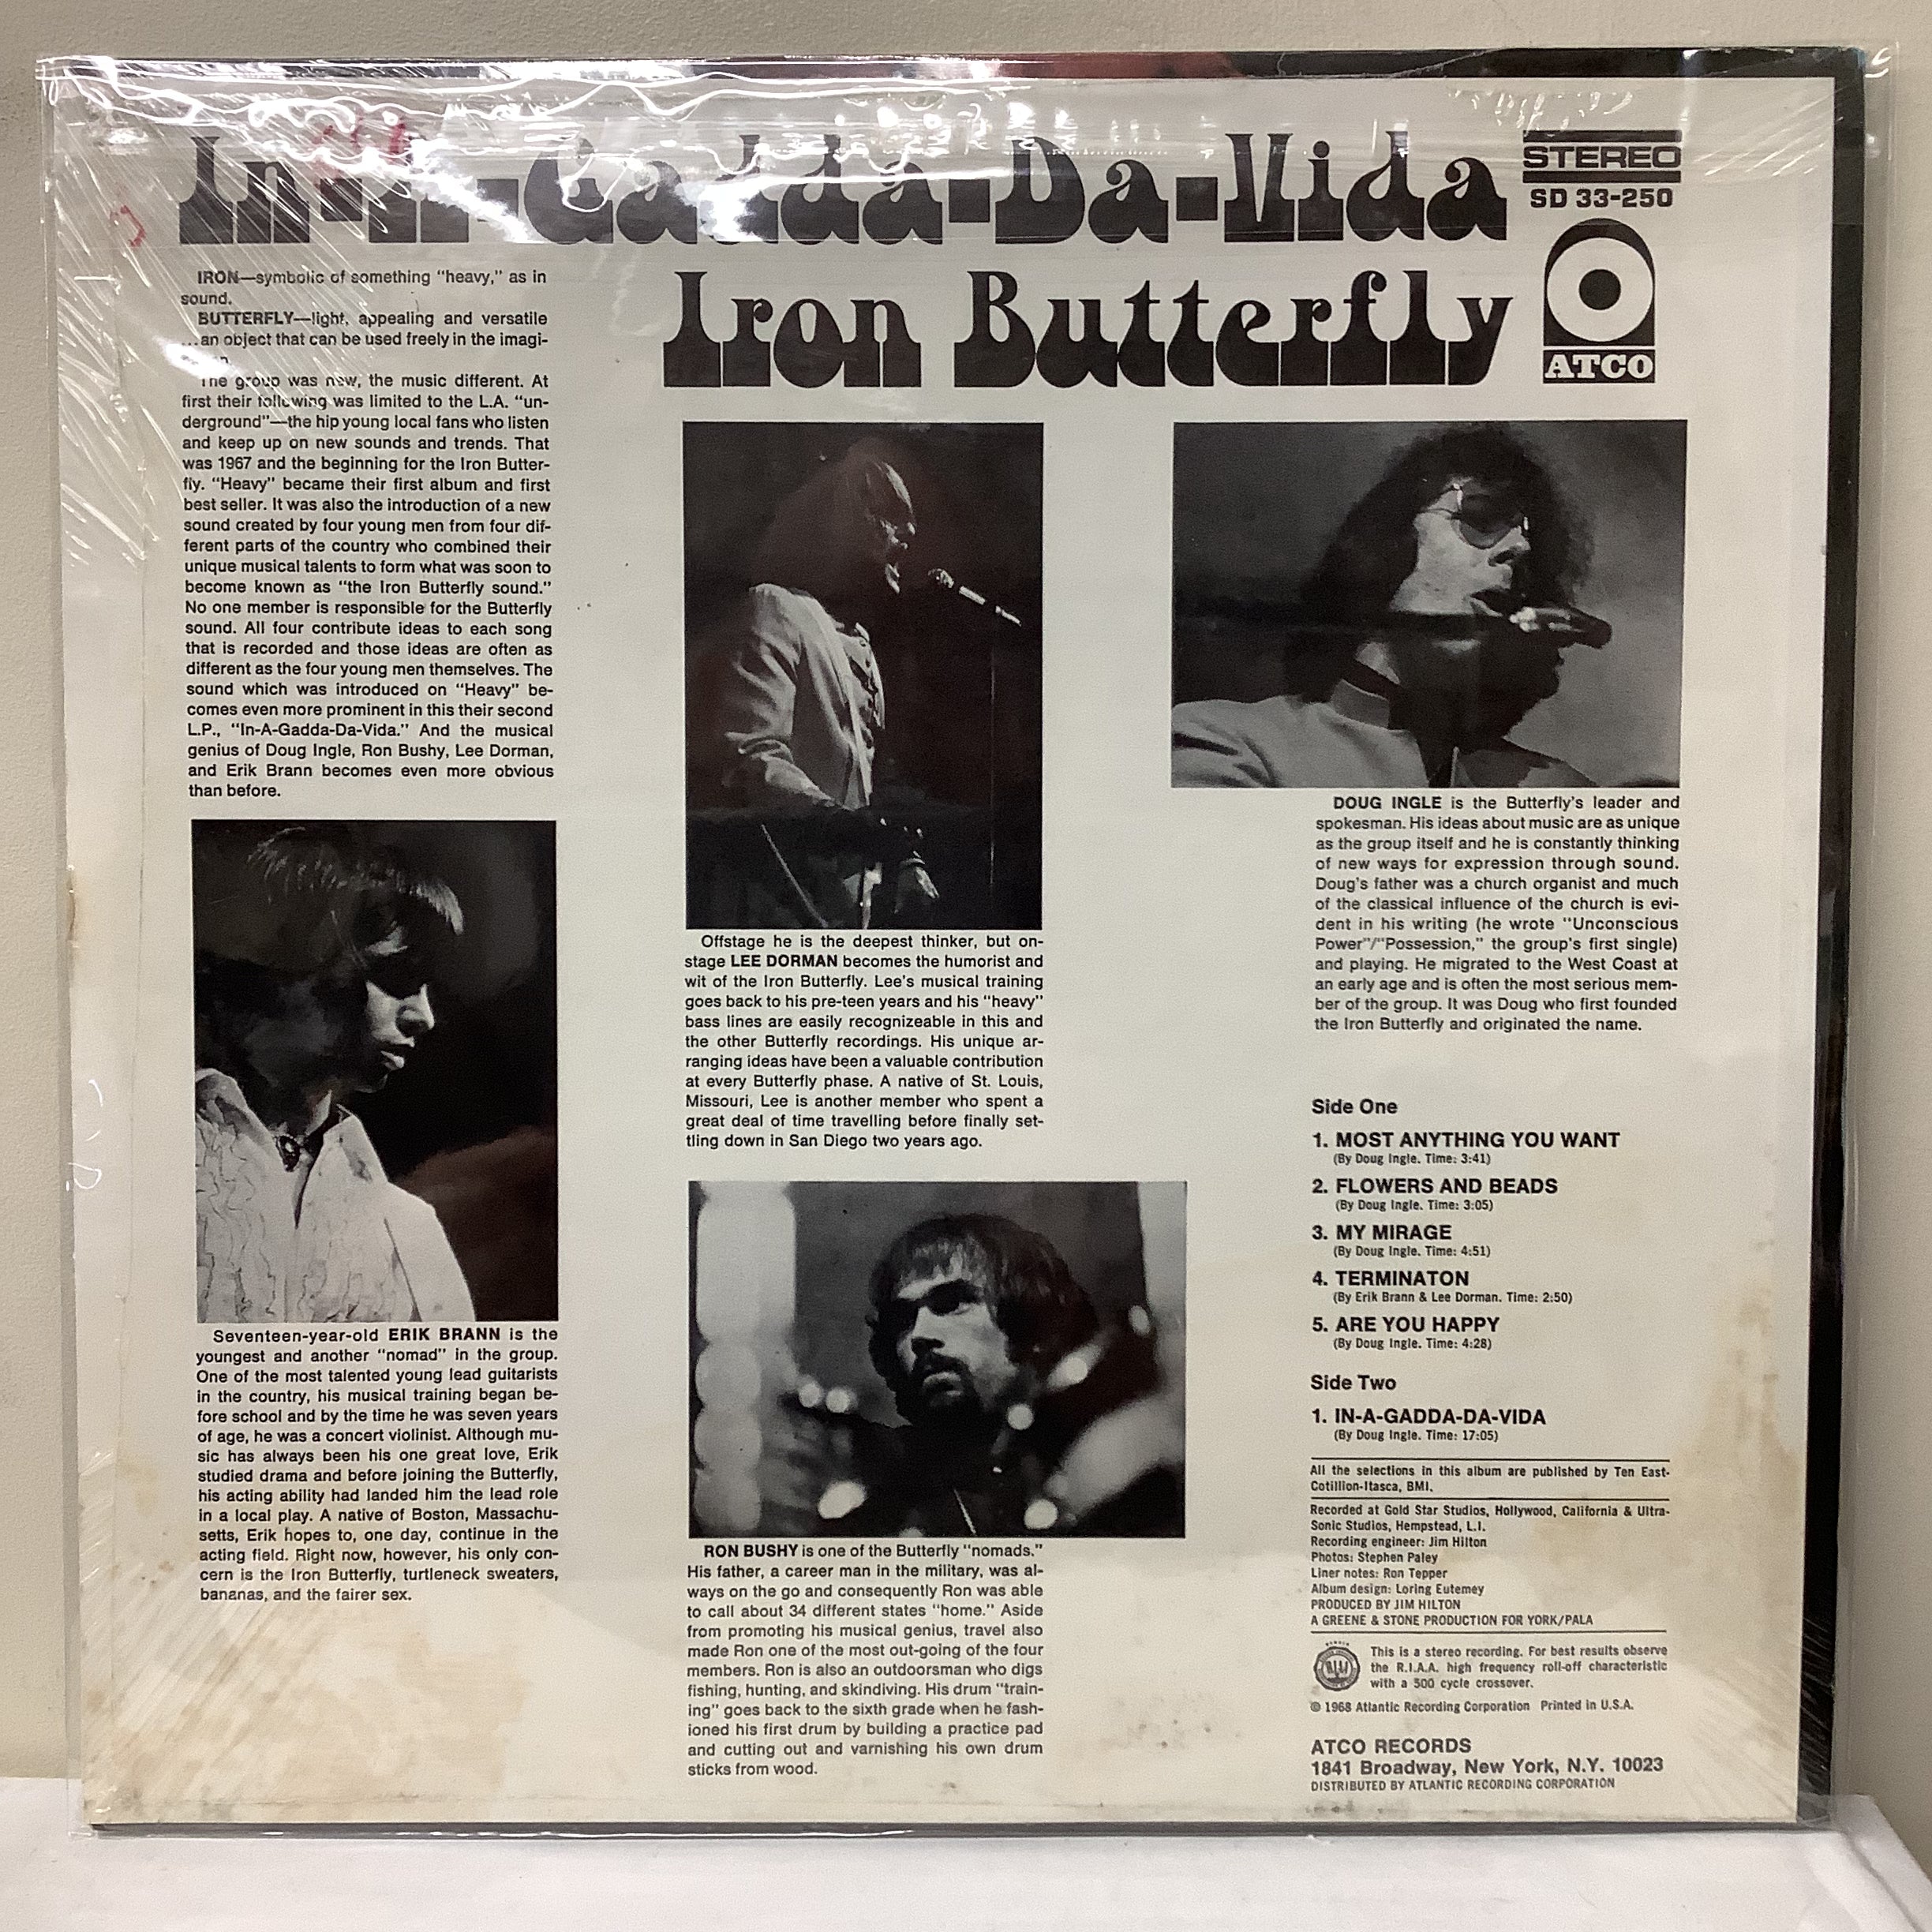 In-A-Gadda-Da-Vida
Iron Butterfly
STEREO
SD 33-250
ATCO
IRON—symbolic of something "heavy," as in
sound.
BUTTERFLY—light, appealing and versatile
...an object that can be used freely in the imagi-
The group was new, the music different. At
first their following was limited to the L.A. "un-
derground"—the hip young local fans who listen
and keep up on new sounds and trends. That
was 1967 and the beginning for the Iron Butter-
fly. "Heavy" became their first album and first
best seller. It was also the introduction of a new
sound created by four young men from four dif-
ferent parts of the country who combined their
unique musical talents to form what was soon to
become known as "the Iron Butterfly sound."
No one member is responsible for the Butterfly
sound. All four contribute ideas to each song
that is recorded and those ideas are often as
different as the four young men themselves. The
sound which was introduced on "Heavy" be-
comes even more prominent in this their second
L.P., "In-A-Gadda-Da-Vida." And the musical
genius of Doug Ingle, Ron Bushy, Lee Dorman,
and Erik Brann becomes even more obvious
than before.
Seventeen-year-old ERIK BRANN is the
youngest and another "nomad" in the group.
One of the most talented young lead guitarists
in the country, his musical training began be-
fore school and by the time he was seven years
of age, he was a concert violinist. Although mu-
sic has always been his one great love, Erik
studied drama and before joining the Butterfly,
his acting ability had landed him the lead role
in a local play. A native of Boston, Massachu-
setts, Erik hopes to, one day, continue in the
acting field. Right now, however, his only con-
cern is the Iron Butterfly, turtleneck sweaters,
bananas, and the fairer sex.
Offstage he is the deepest thinker, but on-
stage LEE DORMAN becomes the humorist and
wit of the Iron Butterfly. Lee's musical training
goes back to his pre-teen years and his "heavy"
bass lines are easily recognizeable in this and
the other Butterfly recordings. His unique ar-
ranging ideas have been a valuable contribution
at every Butterfly phase. A native of St. Louis,
Missouri, Lee is another member who spent a
great deal of time travelling before finally set-
tling down in San Diego two years ago.
RON BUSHY is one of the Butterfly "nomads."
His father, a career man in the military, was al-
ways on the go and consequently Ron was able
to call about 34 different states "home." Aside
from promoting his musical genius, travel also
made Ron one of the most out-going of the four
members. Ron is also an outdoorsman who digs
fishing, hunting, and skindiving. His drum "train-
ing" goes back to the sixth grade when he fash-
ioned his first drum by building a practice pad
and cutting out and varnishing his own drum
sticks from wood.
DOUG INGLE is the Butterfly's leader and
spokesman. His ideas about music are as unique
as the group itself and he is constantly thinking
of new ways for expression through sound.
Doug's father was a church organist and much
of the classical influence of the church is evi-
dent in his writing (he wrote "Unconscious
Power"/"Possession," the group's first single)
and playing. He migrated to the West Coast at
an early age and is often the most serious mem-
ber of the group. It was Doug who first founded
the Iron Butterfly and originated the name.
Side One
1. MOST ANYTHING YOU WANT
(By Doug Ingle. Time: 3:41)
2. FLOWERS AND BEADS
(By Doug Ingle. Time: 3:05)
3. MY MIRAGE
(By Doug Ingle. Time: 4:51)
4. TERMINATON
(By Erik Brann & Lee Dorman. Time: 2:50)
5. ARE YOU HAPPY
(By Doug Ingle. Time: 4:28)
Side Two
1. IN-A-GADDA-DA-VIDA
(By Doug Ingle. Time: 17:05)
All the selections in this album are published by Ten East-
Cotillion-Itasca, BMI.
Recorded at Gold Star Studios, Hollywood, California & Ultra-
Sonic Studios, Hempstead, L.I.
Recording engineer: Jim Hilton
Photos: Stephen Paley
Liner notes: Ron Tepper
Album design: Loring Eutemey
PRODUCED BY JIM HILTON
A GREENE & STONE PRODUCTION FOR YORK/PALA
This is a stereo recording. For best results observe
the R.I.A.A. high frequency roll-off characteristic
with a 500 cycle crossover.
© 1968 Atlantic Recording Corporation Printed in U.S.A.
ATCO RECORDS
1841 Broadway, New York, N.Y. 10023
DISTRIBUTED BY ATLANTIC RECORDING CORPORATION